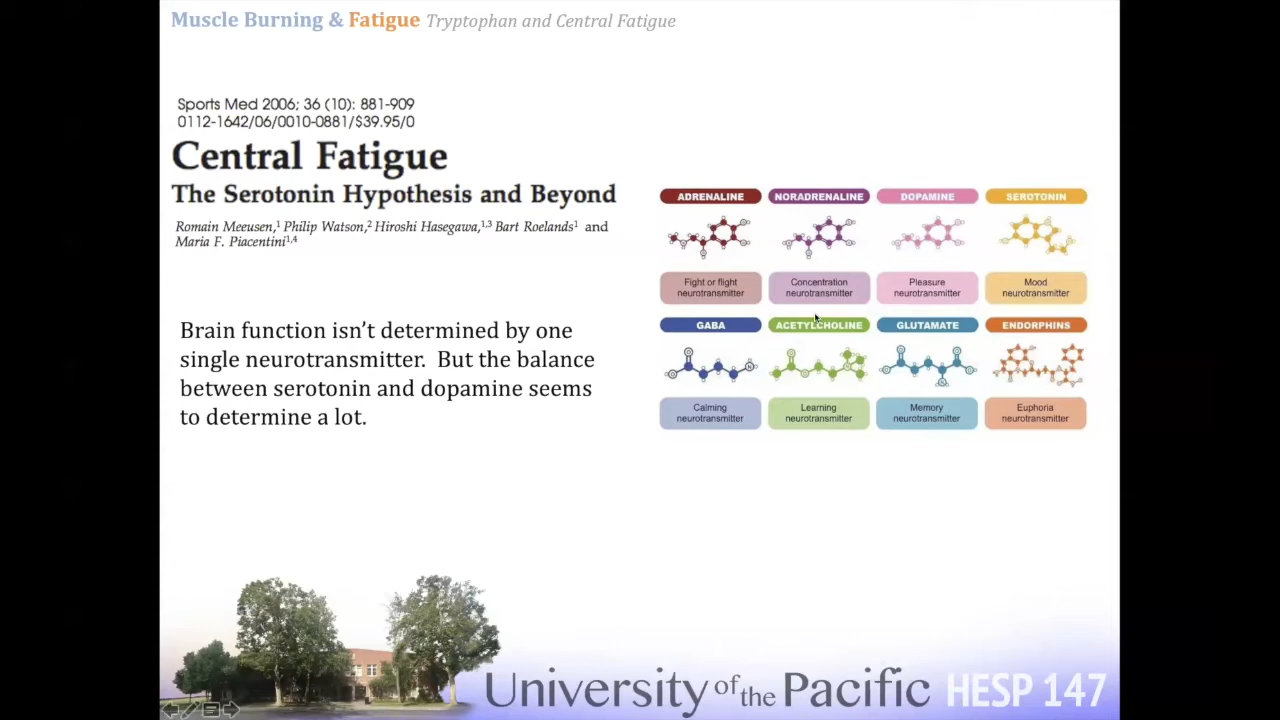 Muscle Burning & Fatigue Tryptophan and Central Fatigue
Sports Med 2006; 36 (10): 881-909
0112-1642/06/0010-0881/$39.95/0
Central Fatigue
The Serotonin Hypothesis and Beyond
Romain Meeusen,1 Philip Watson,2 Hiroshi Hasegawa,1,3 Bart Roelands1 and
Maria F. Piacentini1,4
Brain function isn't determined by one
single neurotransmitter. But the balance
between serotonin and dopamine seems
to determine a lot.
ADRENALINE NORADRENALINE DOPAMINE SEROTONIN
Fight or flight Concentration Pleasure Mood
neurotransmitter neurotransmitter neurotransmitter neurotransmitter
GABA ACETYLCHOLINE GLUTAMATE ENDORPHINS
Calming Learning Memory Euphoria
neurotransmitter neurotransmitter neurotransmitter neurotransmitter
University of the Pacific HESP 147